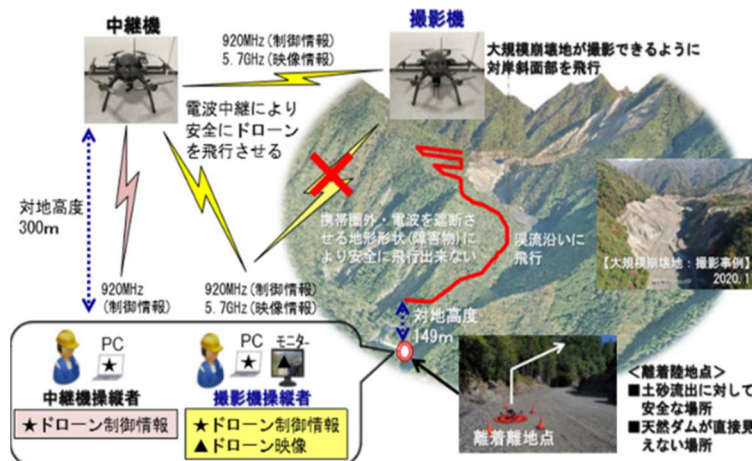 中継機
撮影機
920MHz(制御情報)
5.7GHz(映像情報)
大規模崩壊地が撮影できるように
対岸斜面部を飛行
電波中継により
安全にドローン
を飛行させる
対地高度
300m
携帯圏外・電波を遮断さ
せる地形形状(障害物)に
より安全に飛行出来ない
渓流沿いに
飛行
【大規模崩壊地:撮影事例】
2020.1
920MHz
(制御情報)
920MHz(制御情報)
5.7GHz(映像情報)
対地高度
149m
PC
中継機操縦者
★ドローン制御情報
PC
モニター
撮影機操縦者
★ドローン制御情報
▲ドローン映像
離着離地点
<離着陸地点>
■土砂流出に対して
安全な場所
■天然ダムが直接見
えない場所